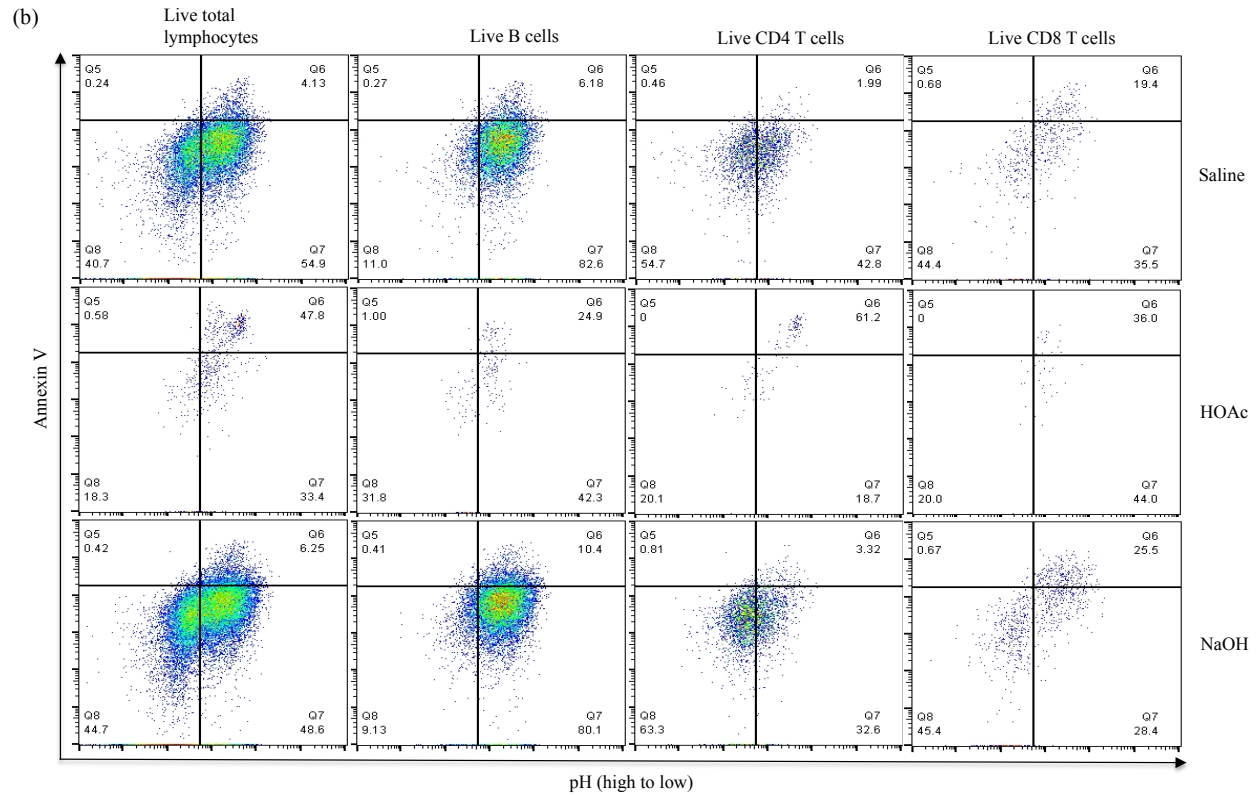 (b)
Live total
lymphocytes
Live B cells
Live CD4 T cells
Live CD8 T cells
Q5
0.24
Q6
4.13
Q8
40.7
Q7
54.9
Q5
0.27
Q6
6.18
Q8
11.0
Q7
82.6
Q5
0.46
Q6
1.99
Q8
54.7
Q7
42.8
Q5
0.68
Q6
19.4
Q8
44.4
Q7
35.5
Saline
Q5
0.58
Q6
47.8
Q8
18.3
Q7
33.4
Q5
1.00
Q6
24.9
Q8
31.8
Q7
42.3
Q5
0
Q6
61.2
Q8
20.1
Q7
18.7
Q5
0
Q6
36.0
Q8
20.0
Q7
44.0
HOAc
Q5
0.42
Q6
6.25
Q8
44.7
Q7
48.6
Q5
0.41
Q6
10.4
Q8
9.13
Q7
80.1
Q5
0.81
Q6
3.32
Q8
63.3
Q7
32.6
Q5
0.67
Q6
25.5
Q8
45.4
Q7
28.4
NaOH
Annexin V
pH (high to low)